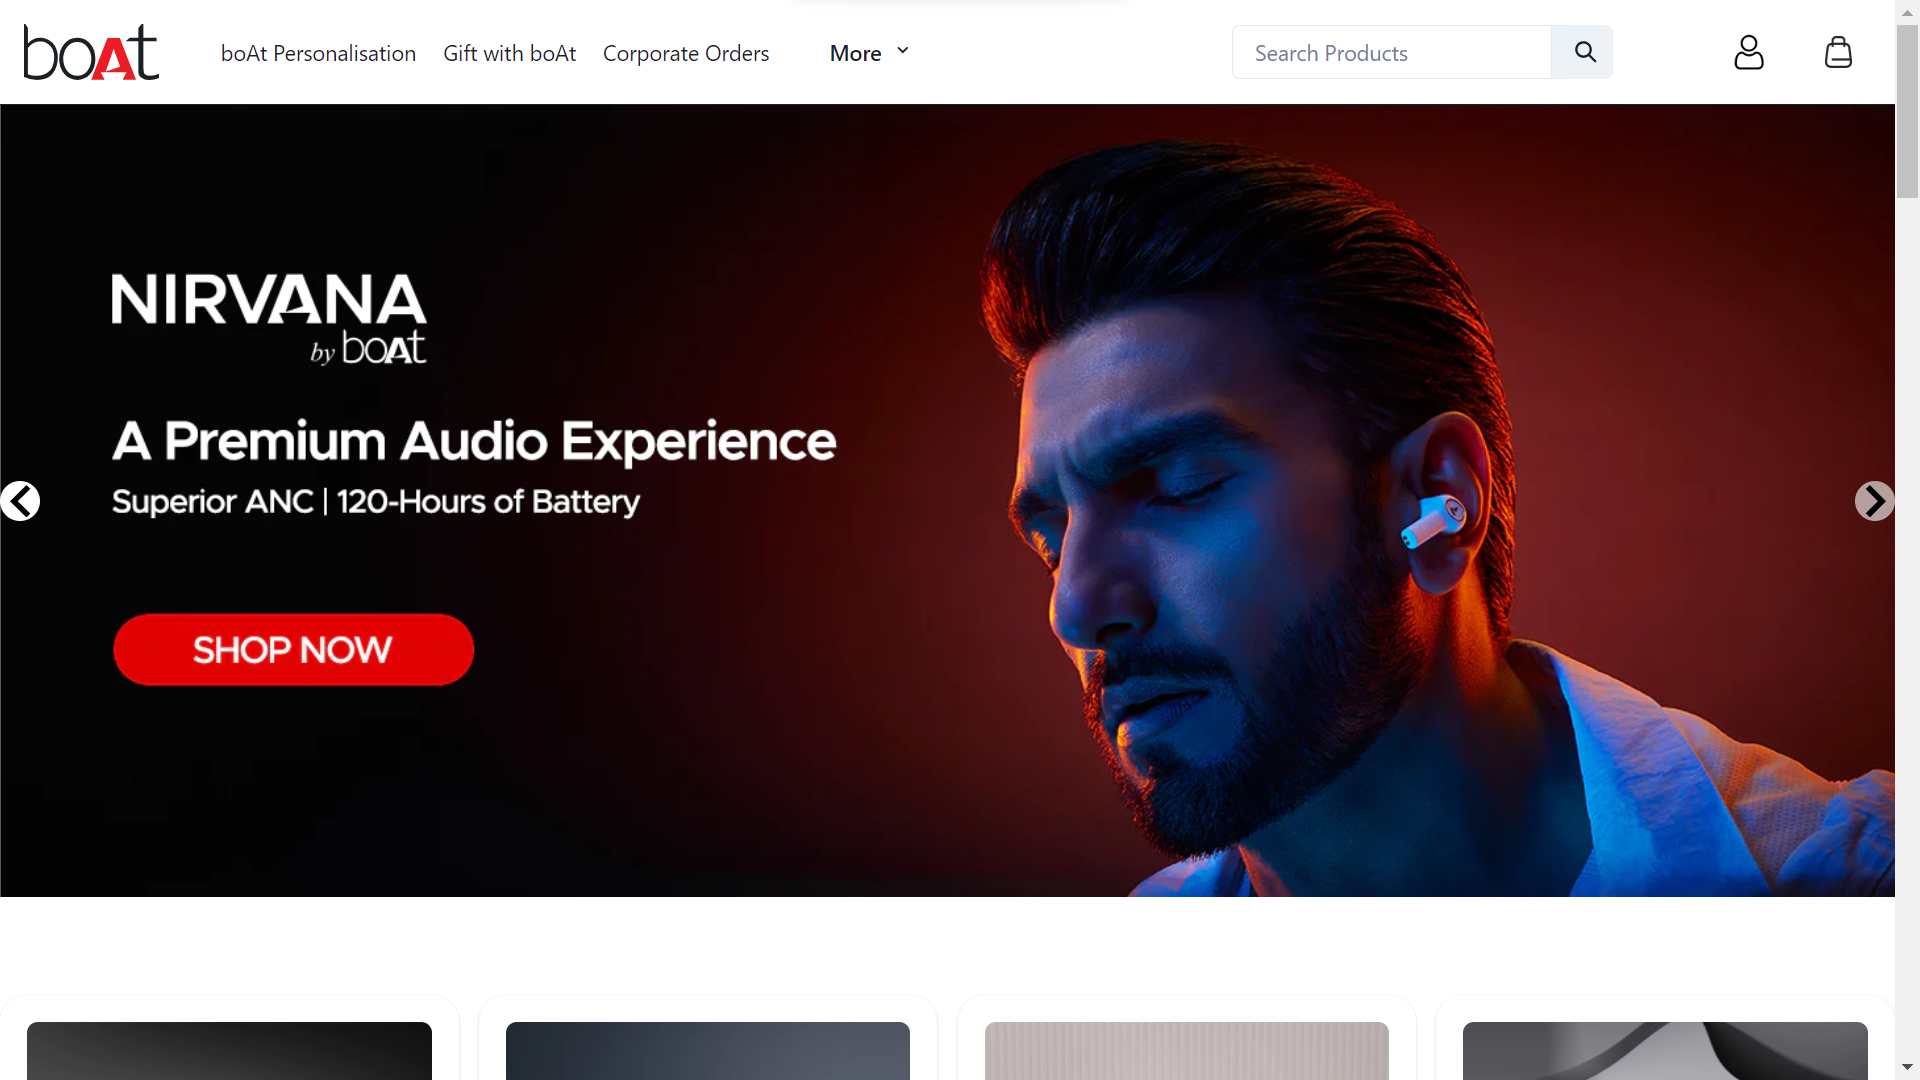 boAt
boAt Personalisation
Gift with boAt
Corporate Orders
More
Search Products
NIRVANA
by boAt
A Premium Audio Experience
Superior ANC | 120-Hours of Battery
SHOP NOW